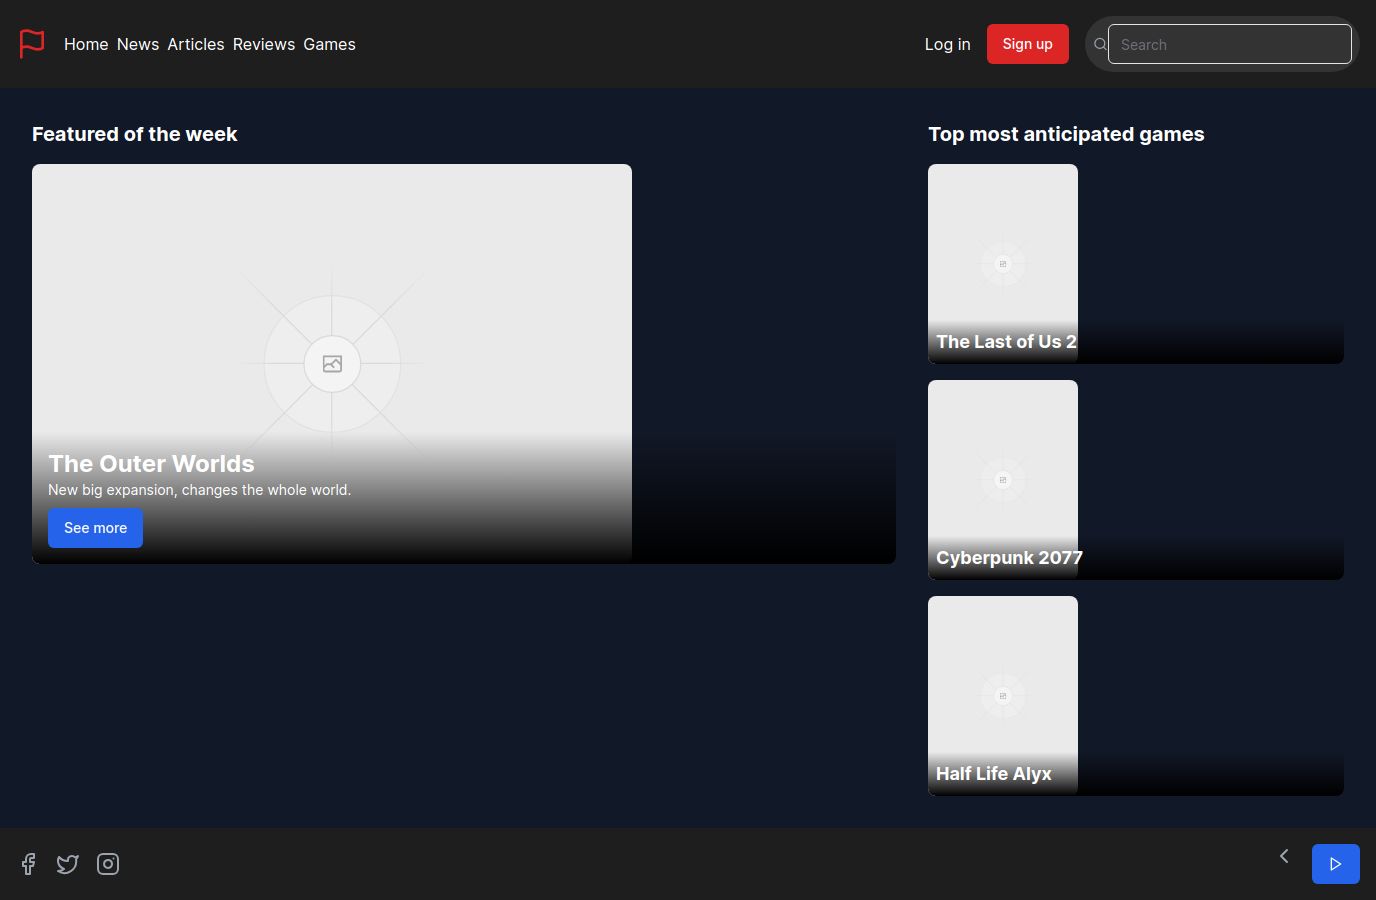 Home News Articles Reviews Games
Log in
Sign up
Search
Featured of the week
The Outer Worlds
New big expansion, changes the whole world.
See more
Top most anticipated games
The Last of Us 2
Cyberpunk 2077
Half Life Alyx